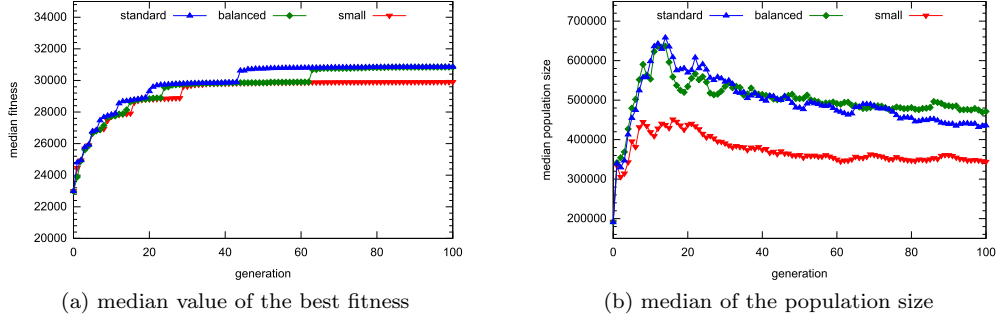 standard balanced small
34000
32000
30000
28000
26000
24000
22000
20000
median fitness
0 20 40 60 80 100
generation
(a) median value of the best fitness
standard balanced small
700000
600000
500000
400000
300000
200000
median population size
0 20 40 60 80 100
generation
(b) median of the population size